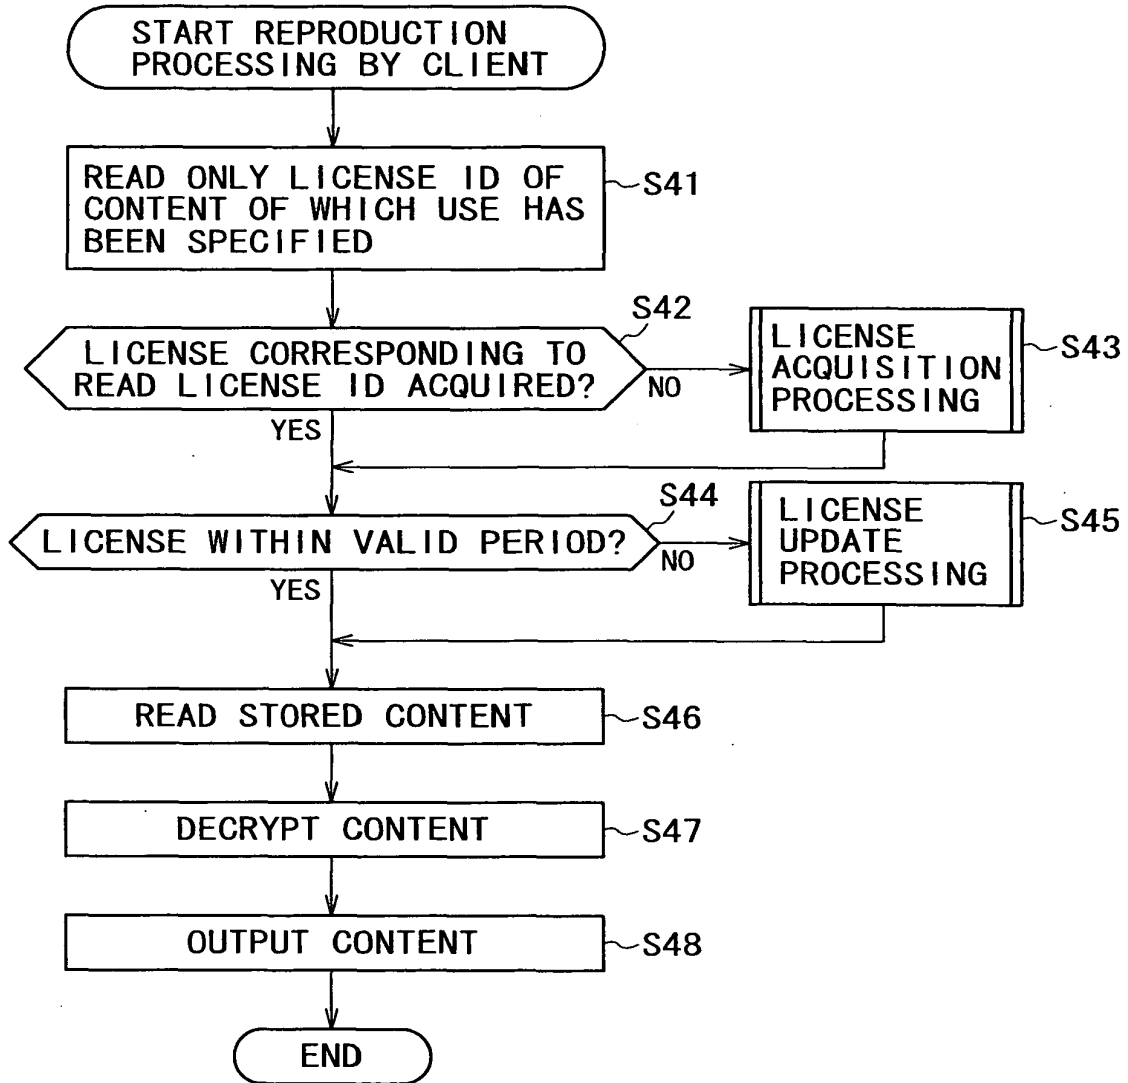 START REPRODUCTION
PROCESSING BY CLIENT
READ ONLY LICENSE ID OF
CONTENT OF WHICH USE HAS
BEEN SPECIFIED
S41
S42
LICENSE CORRESPONDING TO
READ LICENSE ID ACQUIRED?
NO
YES
LICENSE
ACQUISITION
PROCESSING
S43
S44
LICENSE WITHIN VALID PERIOD?
NO
YES
LICENSE
UPDATE
PROCESSING
S45
READ STORED CONTENT
S46
DECRYPT CONTENT
S47
OUTPUT CONTENT
S48
END